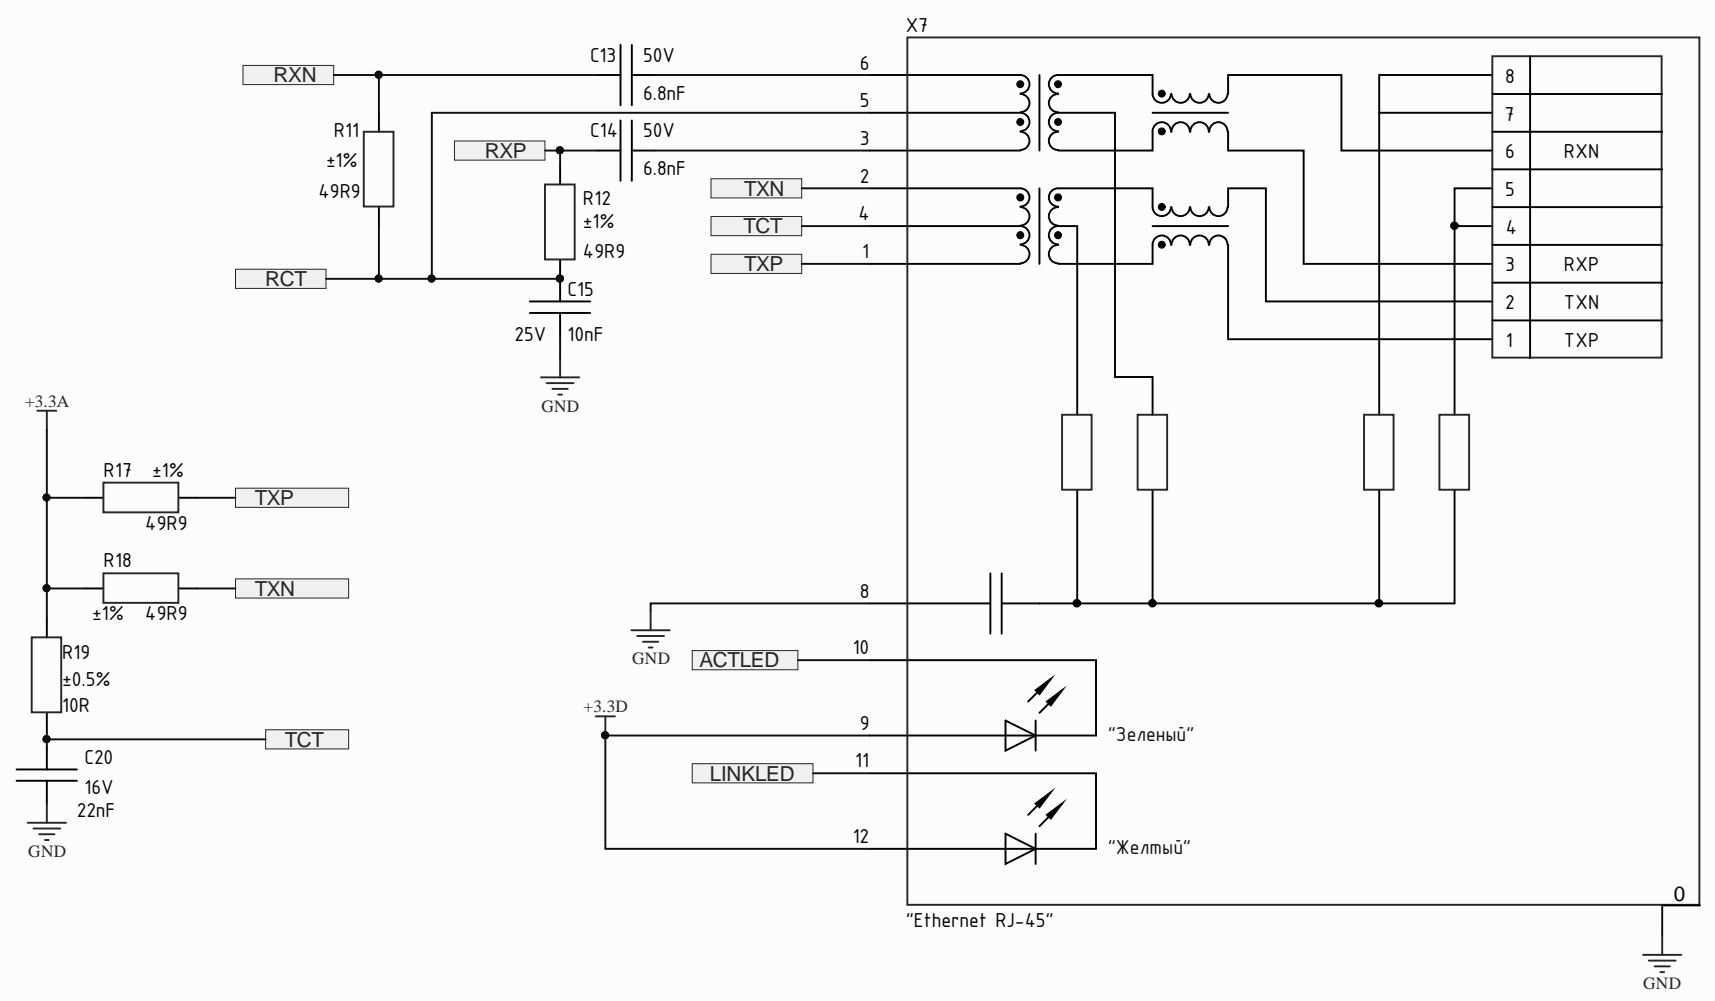 X7
RXN
C13
50V
6.8nF
6
5
C14
50V
6.8nF
3
R11
±1%
49R9
RXP
R12
±1%
49R9
TXN
2
TCT
4
TXP
1
RCT
C15
25V
10nF
GND
8
7
6
RXN
5
4
3
RXP
2
TXN
1
TXP
+3.3A
R17
±1%
49R9
TXP
R18
±1%
49R9
TXN
R19
±0.5%
10R
TCT
C20
16V
22nF
GND
8
GND
ACTLED
10
+3.3D
9
"Зеленый"
LINKLED
11
12
"Желтый"
0
"Ethernet RJ-45"
GND